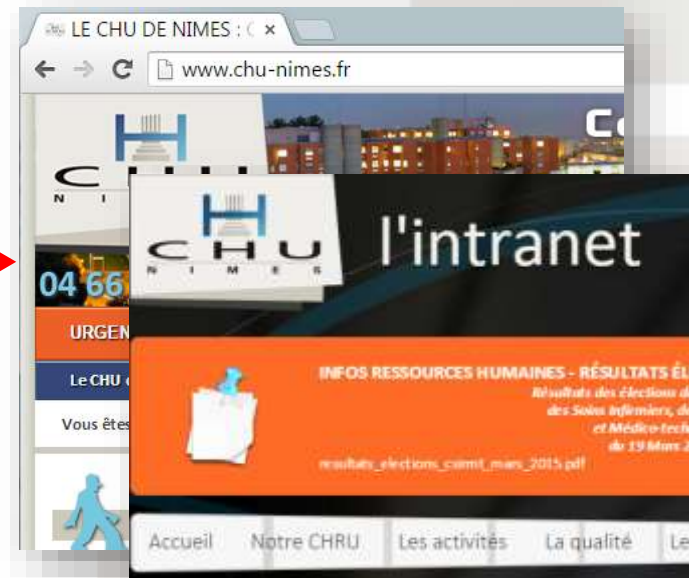 LE CHU DE NIMES : C
www.chu-nimes.fr
CHU
NIMES
l'intranet
04 66
URGEN
Le CHU
Vous êtes
INFOS RESSOURCES HUMAINES - RÉSULTATS ÉL
Résultats des élections
des Soins Infirmiers, d
et Médico-tech
du 19 Mars 2
resultats_elections_csirmt_mars_2015.pdf
Accueil Notre CHRU Les activités La qualité Le